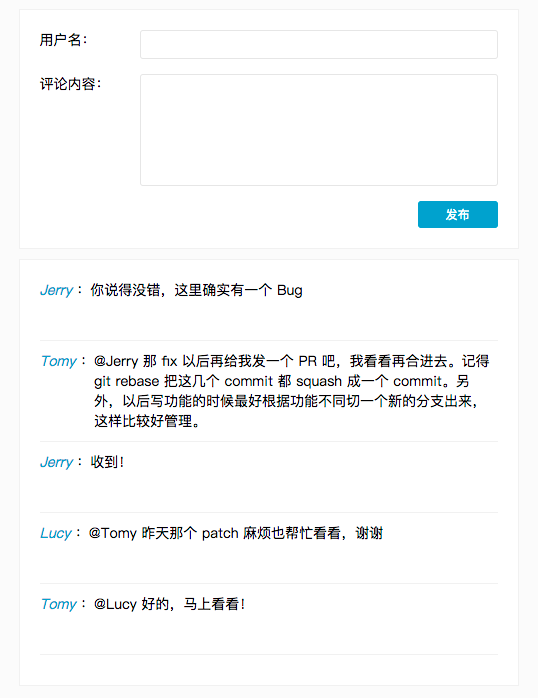 用户名：
评论内容：
发布
Jerry：你说得没错，这里确实有一个 Bug
Tomy：@Jerry 那 fix 以后再给我发一个 PR 吧，我看看再合进去。记得
git rebase 把这几个 commit 都 squash 成一个 commit。另
外，以后写功能的时候最好根据功能不同切一个新的分支出来，
这样比较好管理。
Jerry：收到！
Lucy：@Tomy 昨天那个 patch 麻烦也帮忙看看，谢谢
Tomy：@Lucy 好的，马上看看！